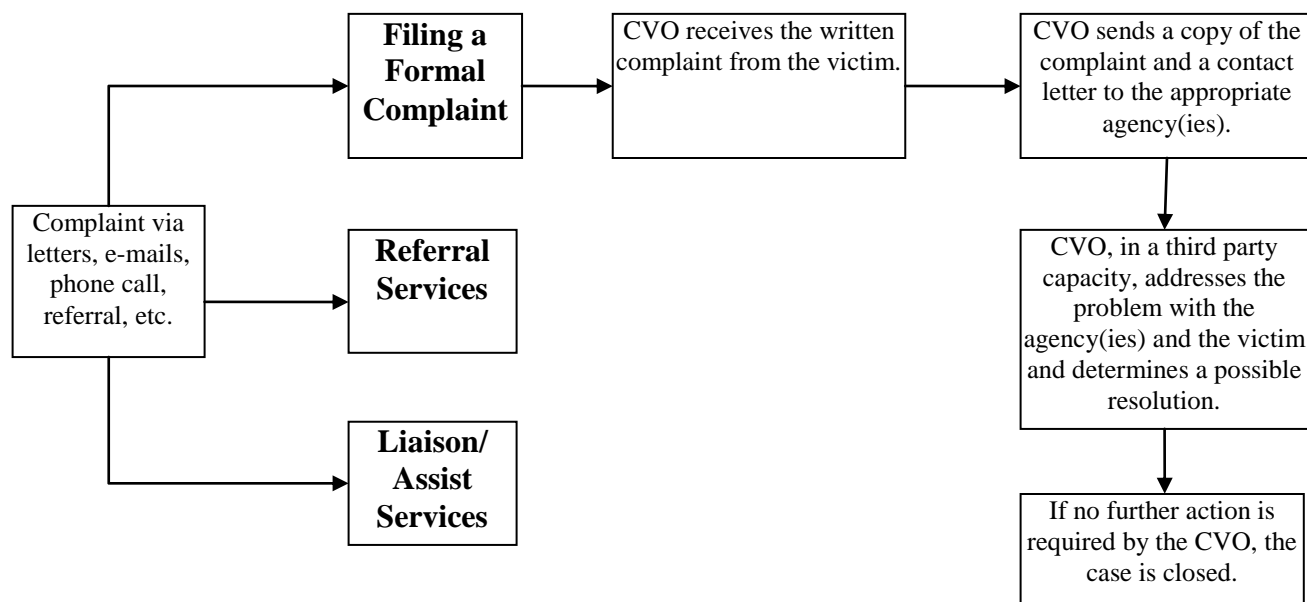 Filing a
Formal
Complaint
CVO receives the written
complaint from the victim.
CVO sends a copy of the
complaint and a contact
letter to the appropriate
agency(ies).
Complaint via
letters, e-mails,
phone call,
referral, etc.
Referral
Services
CVO, in a third party
capacity, addresses the
problem with the
agency(ies) and the victim
and determines a possible
resolution.
Liaison/
Assist
Services
If no further action is
required by the CVO, the
case is closed.